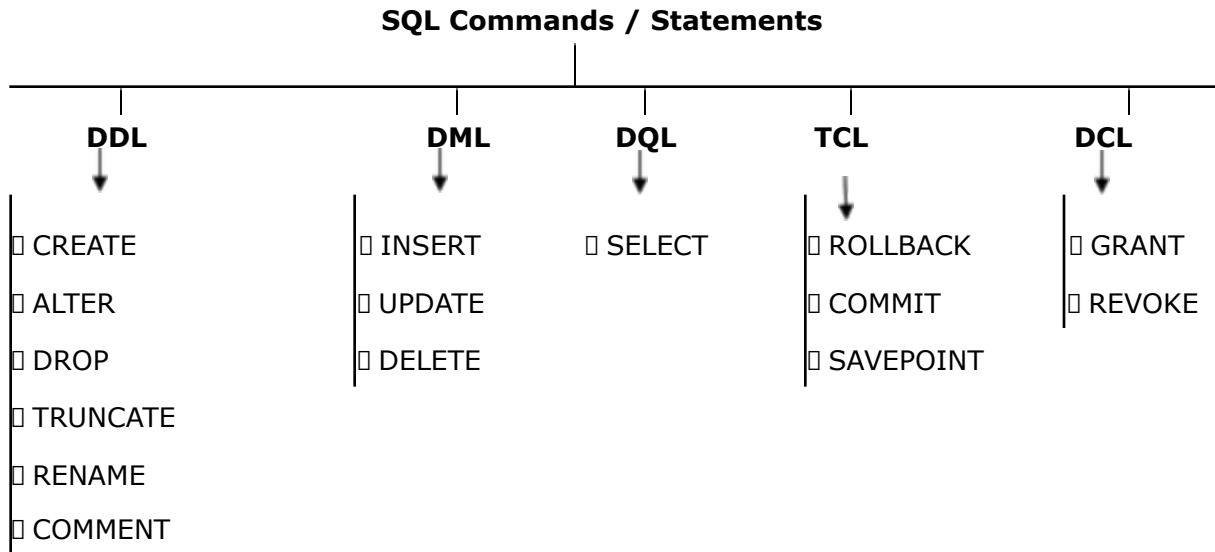 SQL Commands / Statements
DDL DML DQL TCL DCL
▯ CREATE ▯ INSERT ▯ SELECT ▯ ROLLBACK ▯ GRANT
▯ ALTER ▯ UPDATE ▯ COMMIT ▯ REVOKE
▯ DROP ▯ DELETE ▯ SAVEPOINT
▯ TRUNCATE
▯ RENAME
▯ COMMENT